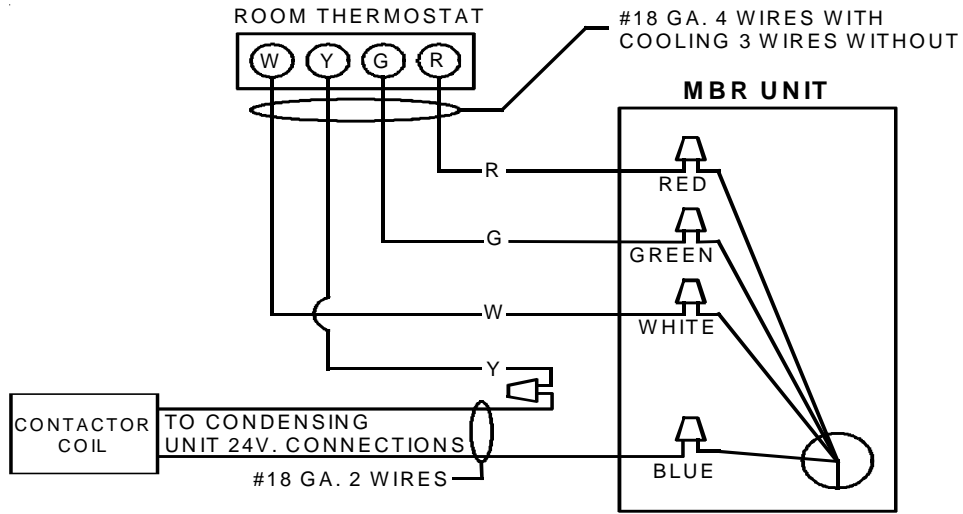 ROOM THERMOSTAT
#18 GA. 4 WIRES WITH
COOLING 3 WIRES WITHOUT
W Y G R
MBR UNIT
R
RED
G
GREEN
W
WHITE
Y
CONTACTOR
COIL
TO CONDENSING
UNIT 24V. CONNECTIONS
BLUE
#18 GA. 2 WIRES